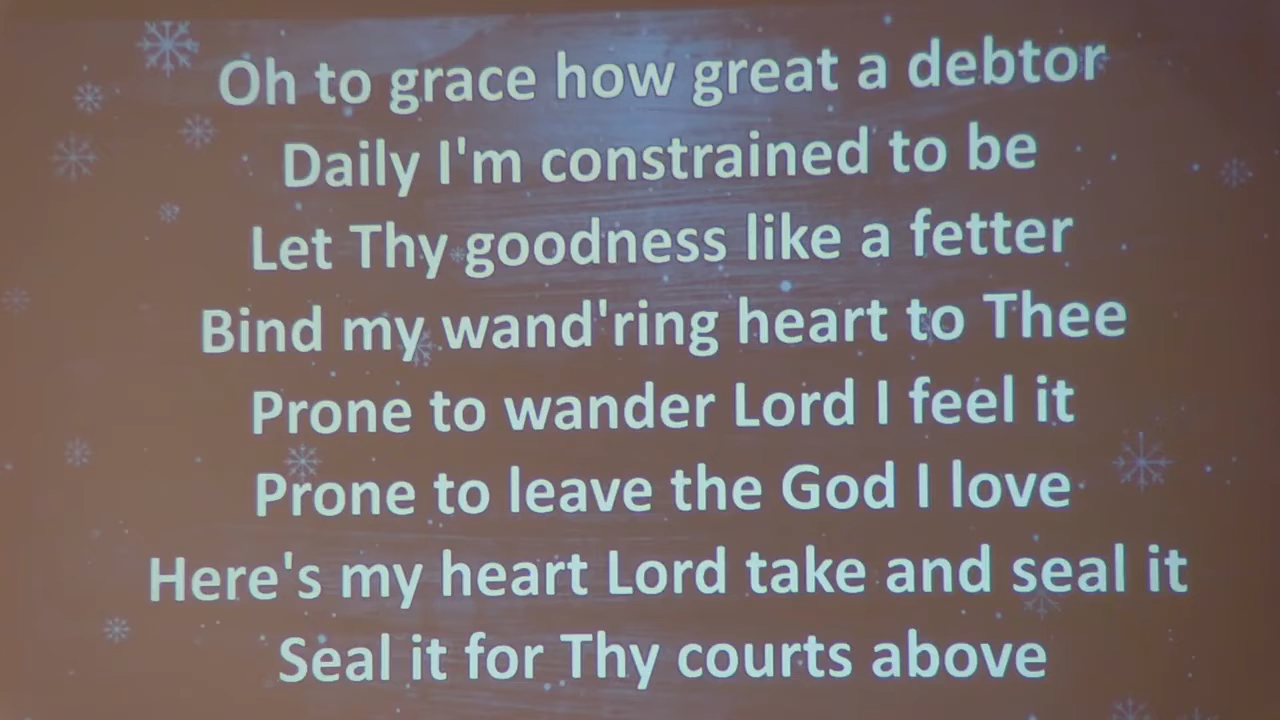 Oh to grace how great a debtor
Daily I'm constrained to be
Let Thy goodness like a fetter
Bind my wand'ring heart to Thee
Prone to wander Lord I feel it
Prone to leave the God I love
Here's my heart Lord take and seal it
Seal it for Thy courts above